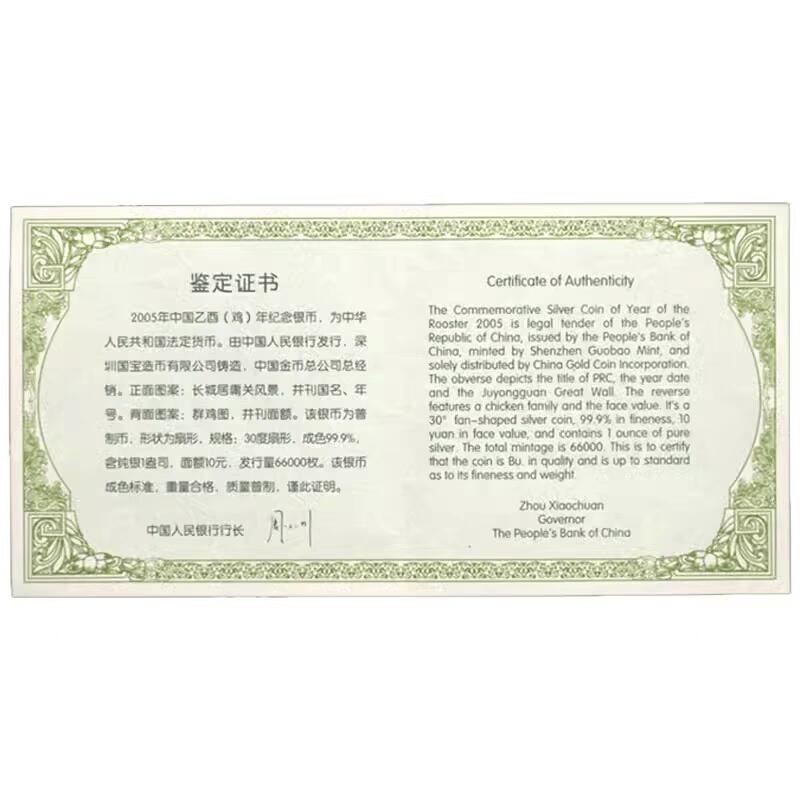 鉴定证书
2005年中国乙酉（鸡）年纪念银币，为中华
人民共和国法定货币。由中国人民银行发行，深
圳国宝造币有限公司铸造，中国金币总公司总经
销。正面图案：长城居庸关风景，并刊国名、年
号。背面图案：群鸡图，并刊面额。该银币为普
制币，形状为扇形，规格：30度扇形，成色99.9%，
含纯银1盎司，面额10元，发行量66000枚。该银币
成色标准，重量合格，质量普制，谨此证明。
中国人民银行行长
Certificate of Authenticity
The Commemorative Silver Coin of Year of the
Rooster 2005 is legal tender of the People's
Republic of China, issued by the People's Bank of
China, minted by Shenzhen Guobao Mint, and
solely distributed by China Gold Coin Incorporation.
The obverse depicts the title of PRC, the year date
and the Juyongguan Great Wall. The reverse
features a chicken family and the face value. It's a
30° fan-shaped silver coin, 99.9% in fineness, 10
yuan in face value, and contains 1 ounce of pure
silver. The total mintage is 66000. This is to certify
that the coin is Bu. in quality and is up to standard
as to its fineness and weight.
Zhou Xiaochuan
Governor
The People's Bank of China